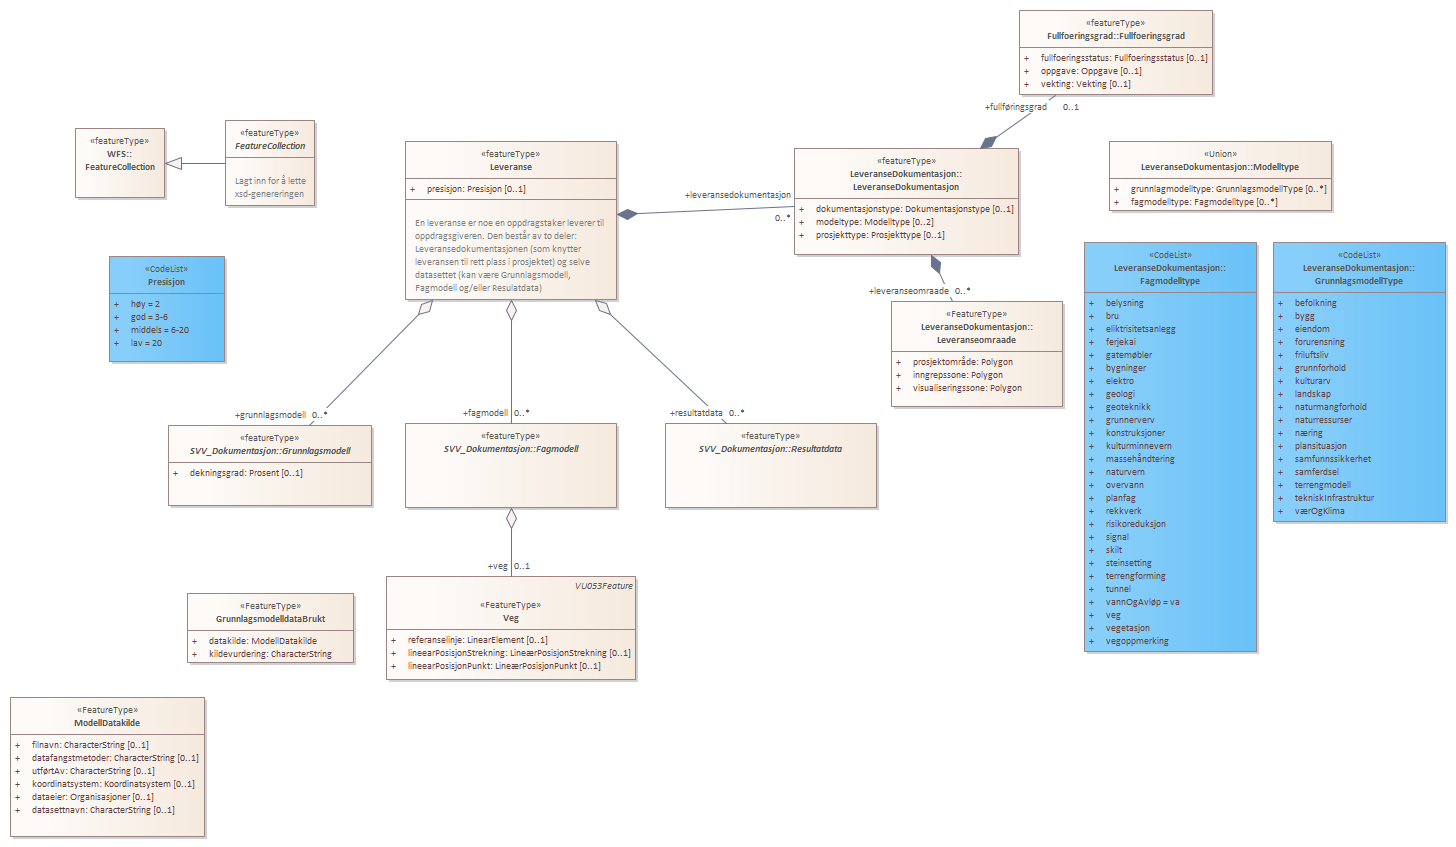 «featureType»
Fullfoeringsgrad::Fullfoeringsgrad
+ fullfoeringsstatus: Fullfoeringsstatus [0..1]
+ oppgave: Oppgave [0..1]
+ vekting: Vekting [0..1]
+fullføringsgrad 0..1
«featureType»
WFS::
FeatureCollection
«featureType»
FeatureCollection
Lagt inn for å lette
xsd-genereringen
«featureType»
Leveranse
+ presisjon: Presisjon [0..1]
En leveranse er noe en oppdragstaker leverer til
oppdragsgiveren. Den består av to deler:
Leveransedokumentasjonen (som knytter
leveransen til rett plass i prosjektet) og selve
datasettet (kan være Grunnlagsmodell,
Fagmodell og/eller Resulatdata)
+leveransedokumentasjon
0..*
«featureType»
LeveranseDokumentasjon::
LeveranseDokumentasjon
+ dokumentasjonstype: Dokumentasjonstype [0..1]
+ modeltype: Modelltype [0..2]
+ prosjekttype: Prosjekttype [0..1]
«Union»
LeveranseDokumentasjon::Modelltype
+ grunnlagmodelltype: GrunnlagsmodellType [0..*]
+ fagmodelltype: Fagmodelltype [0..*]
«CodeList»
Presisjon
+ høy = 2
+ god = 3-6
+ middels = 6-20
+ lav = 20
+leveranseomraade 0..*
«FeatureType»
LeveranseDokumentasjon::
Leveranseomraade
+ prosjektområde: Polygon
+ inngrepssone: Polygon
+ visualiseringssone: Polygon
«CodeList»
LeveranseDokumentasjon::
Fagmodelltype
+ belysning
+ bru
+ eliktrisitetsanlegg
+ ferjekai
+ gatemøbler
+ bygninger
+ elektro
+ geologi
+ geoteknikk
+ grunnerverv
+ konstruksjoner
+ kulturminnevern
+ massehåndtering
+ naturvern
+ overvann
+ planfag
+ rekkverk
+ risikoreduksjon
+ signal
+ skilt
+ steinsetting
+ terrengforming
+ tunnel
+ vannOgAvløp = va
+ veg
+ vegetasjon
+ vegoppmerking
«CodeList»
LeveranseDokumentasjon::
GrunnlagsmodellType
+ befolkning
+ bygg
+ eiendom
+ forurensning
+ friluftsliv
+ grunnforhold
+ kulturarv
+ landskap
+ naturmangforhold
+ naturressurser
+ næring
+ plansituasjon
+ samfunnssikkerhet
+ samferdsel
+ terrengmodell
+ tekniskInfrastruktur
+ værOgKlima
+grunnlagsmodell 0..*
+fagmodell 0..*
+resultatdata 0..*
«featureType»
SVV_Dokumentasjon::Grunnlagsmodell
+ dekningsgrad: Prosent [0..1]
«featureType»
SVV_Dokumentasjon::Fagmodell
«featureType»
SVV_Dokumentasjon::Resultatdata
+veg 0..1
VU053Feature
«FeatureType»
Veg
+ referanselinje: LinearElement [0..1]
+ lineearPosisjonStrekning: LineærPosisjonStrekning [0..1]
+ lineearPosisjonPunkt: LineærPosisjonPunkt [0..1]
«FeatureType»
GrunnlagsmodelldataBrukt
+ datakilde: ModellDatakilde
+ kildevurdering: CharacterString
«FeatureType»
ModellDatakilde
+ filnavn: CharacterString [0..1]
+ datafangstmetoder: CharacterString [0..1]
+ utførtAv: CharacterString [0..1]
+ koordinatsystem: Koordinatsystem [0..1]
+ dataeier: Organisasjoner [0..1]
+ datasettnavn: CharacterString [0..1]